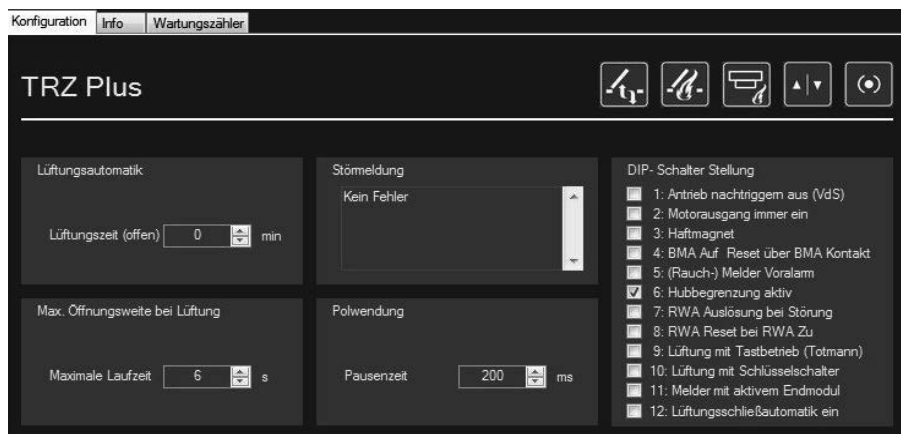 Konfiguration Info Wartungszähler
TRZ Plus
Lüftungsautomatik
Lüftungszeit (offen) 0 min
Störmeldung
Kein Fehler
Max. Öffnungsweite bei Lüftung
Maximale Laufzeit 6 s
Polwendung
Pausenzeit 200 ms
DIP- Schalter Stellung
1: Antrieb nachtriggern aus (VdS)
2: Motorausgang immer ein
3: Haftmagnet
4: BMA Auf Reset über BMA Kontakt
5: (Rauch-) Melder Voralarm
6: Hubbegrenzung aktiv
7: RWA Auslösung bei Störung
8: RWA Reset bei RWA Zu
9: Lüftung mit Tastbetrieb (Totmann)
10: Lüftung mit Schlüsselschalter
11: Melder mit aktivem Endmodul
12: Lüftungsschließautomatik ein